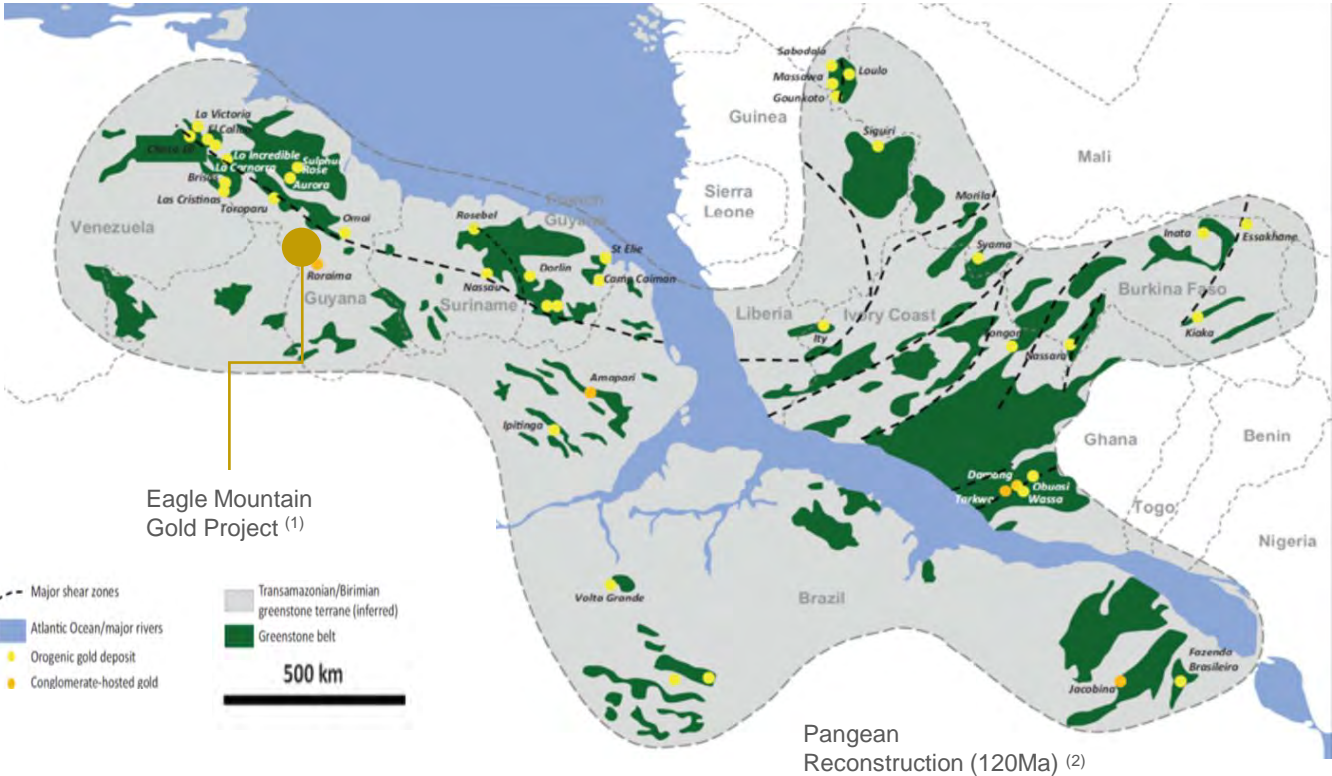 Sabodala
Massawa
Loulo
Gounkoto
Guinea
Siguiri
Mali
Sierra
Leone
Morila
Syama
Inata
Essakhane
Burkina Faso
Kiaka
Liberia
Ivory Coast
Ity
Nassara
Ghana
Benin
Togo
Nigeria
Damang
Obuasi
Tarkwa
Wassa
La Victoria
El Callao
Lo Incredible
La Camorra
Sulphur
Rose
Aurora
Brisas
Las Cristinas
Toroparu
Omai
Venezuela
Roraima
Guyana
Rosebel
French
Guyana
St Elie
Dorlin
Camp Caiman
Nassau
Suriname
Amapari
Ipitinga
Eagle Mountain
Gold Project (1)
Volta Grande
Brazil
Fazenda
Brasileiro
Jacobina
Major shear zones
Atlantic Ocean/major rivers
Orogenic gold deposit
Conglomerate-hosted gold
Transamazonian/Birimian
greenstone terrane (inferred)
Greenstone belt
500 km
Pangean
Reconstruction (120Ma) (2)